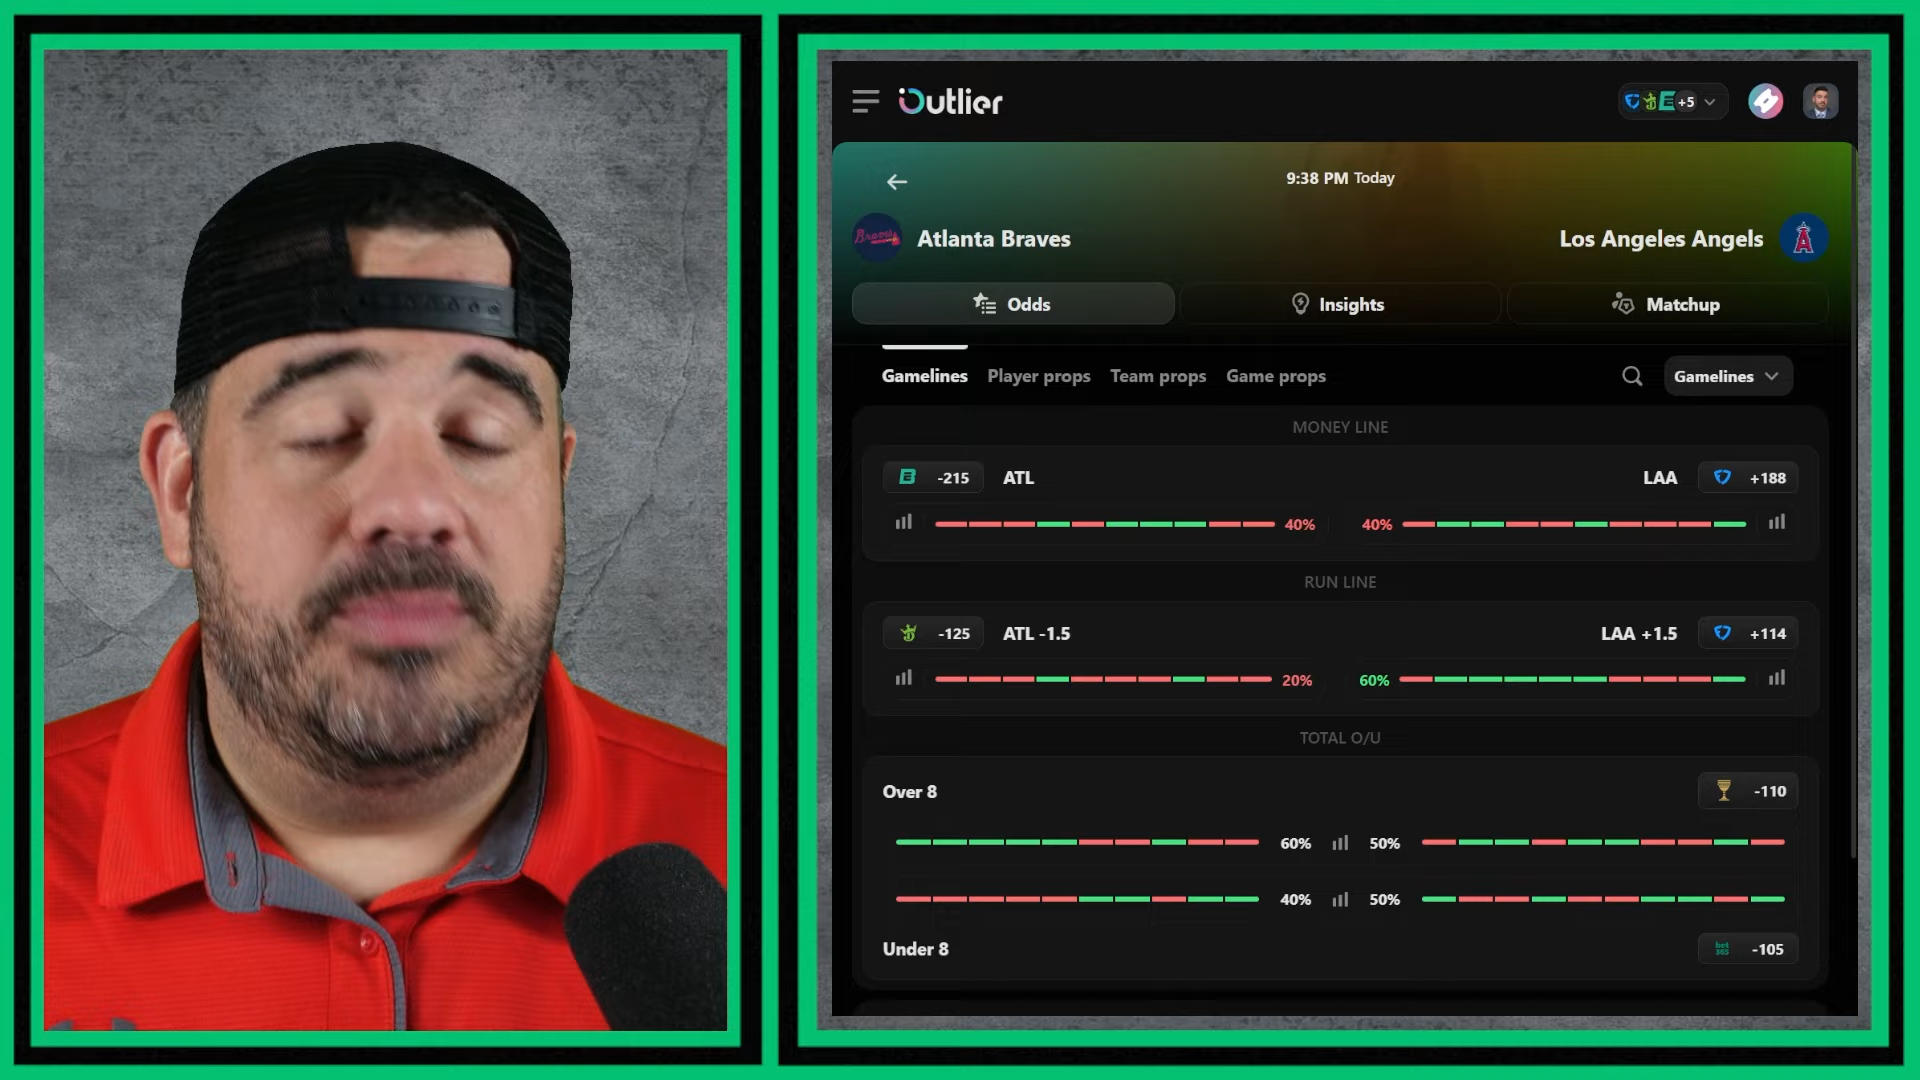 Outlier
+5
9:38 PM Today
Braves
Atlanta Braves
Los Angeles Angels
A
Odds
Insights
Matchup
Gamelines
Player props
Team props
Game props
Gamelines
MONEY LINE
-215
ATL
LAA
+188
40%
40%
RUN LINE
-125
ATL -1.5
LAA +1.5
+114
20%
60%
TOTAL O/U
Over 8
-110
60%
50%
40%
50%
Under 8
bet365
-105